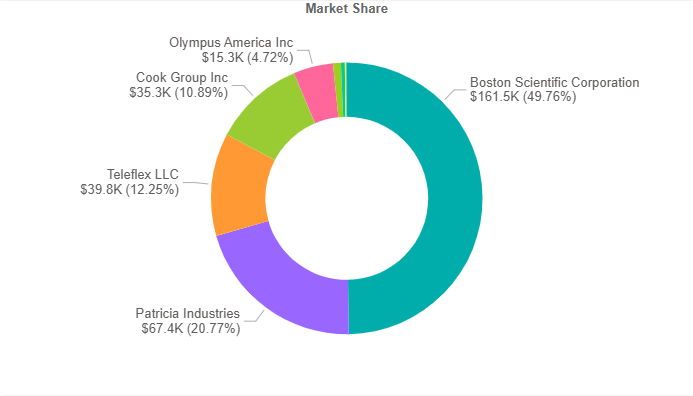 Market Share
Olympus America Inc
$15.3K (4.72%)
Cook Group Inc
$35.3K (10.89%)
Boston Scientific Corporation
$161.5K (49.76%)
Teleflex LLC
$39.8K (12.25%)
Patricia Industries
$67.4K (20.77%)